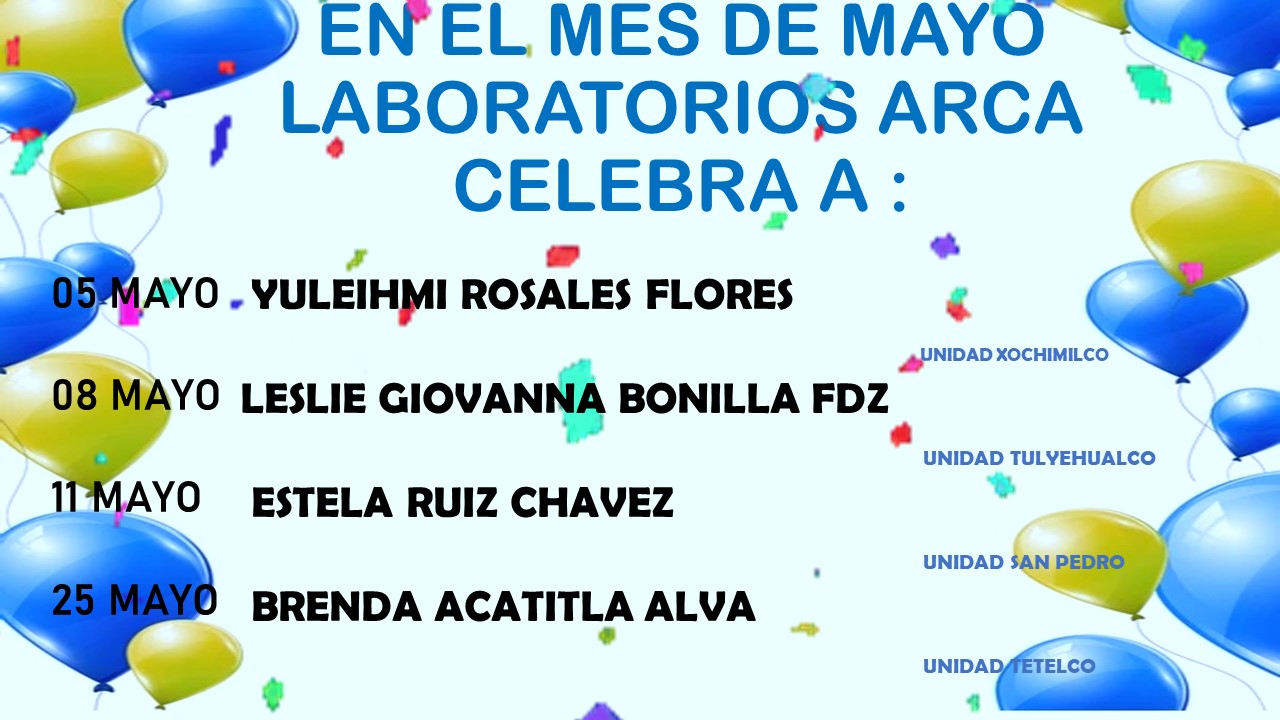 EN EL MES DE MAYO
LABORATORIOS ARCA
CELEBRA A :
05 MAYO YULEIHMI ROSALES FLORES
UNIDAD XOCHIMILCO
08 MAYO LESLIE GIOVANNA BONILLA FDZ
UNIDAD TULYEHUALCO
11 MAYO ESTELA RUIZ CHAVEZ
UNIDAD SAN PEDRO
25 MAYO BRENDA ACATITLA ALVA
UNIDAD TETELCO